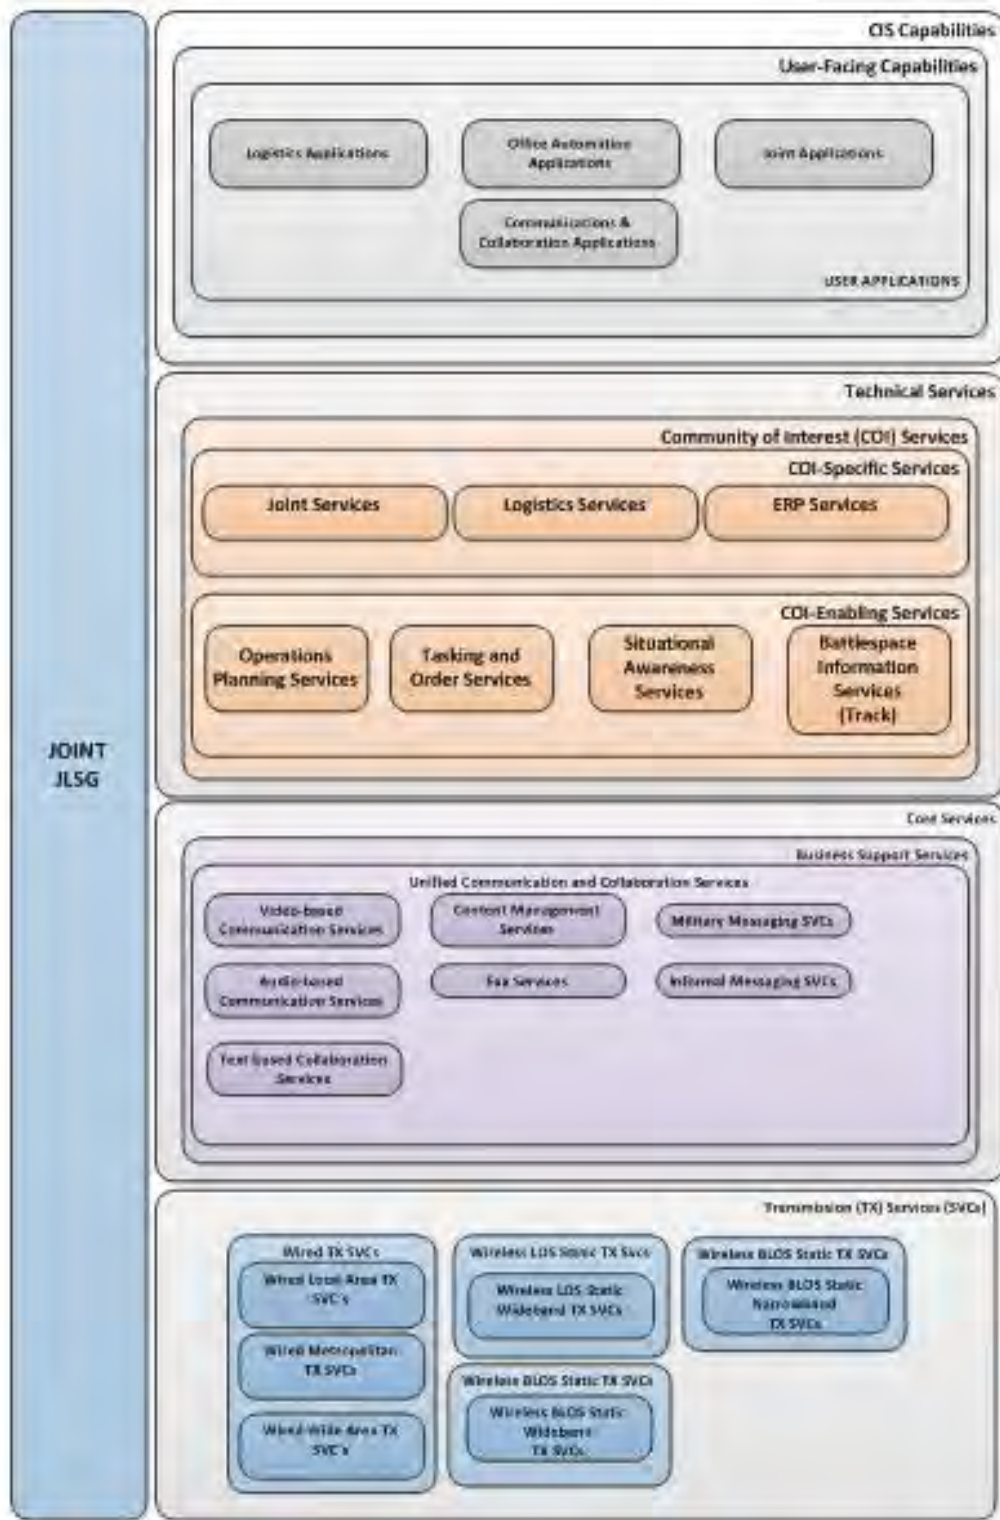 JOINT
JLSG
CIS Capabilities
User-Facing Capabilities
Logistics Applications
Office Automation
Applications
Joint Applications
Communications &
Collaboration Applications
USER APPLICATIONS
Technical Services
Community of Interest (COI) Services
COI-Specific Services
Joint Services
Logistics Services
ERP Services
COI-Enabling Services
Operations
Planning Services
Tasking and
Order Services
Situational
Awareness
Services
Battlespace
Information
Services
(Track)
Core Services
Business Support Services
Unified Communication and Collaboration Services
Video-based
Communication Services
Content Management
Services
Military Messaging SVCs
Audio-based
Communication Services
Fax Services
Informal Messaging SVCs
Text based Collaboration
Services
Transmission (TX) Services (SVCs)
Wired TX SVCs
Wired Local Area TX
SVC's
Wired Metropolitan
TX SVCs
Wired-Wide Area TX
SVC's
Wireless LOS Static TX Svcs
Wireless LOS Static
Wideband TX SVCs
Wireless BLOS Static TX SVCs
Wireless BLOS Static
Wideband
TX SVCs
Wireless BLOS Static TX SVCs
Wireless BLOS Static
Narrowband
TX SVCs